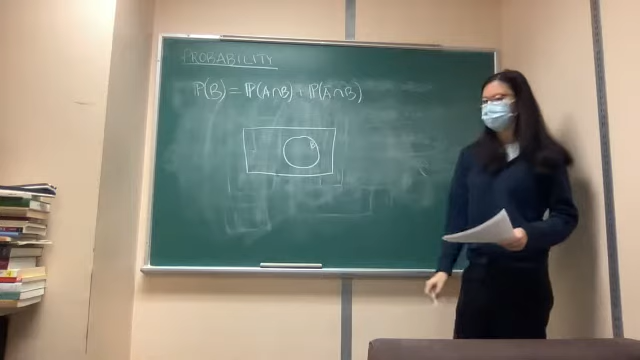 PROBABILITY
ℙ(B) = ℙ(A∩B) + ℙ(Ā∩B)
B